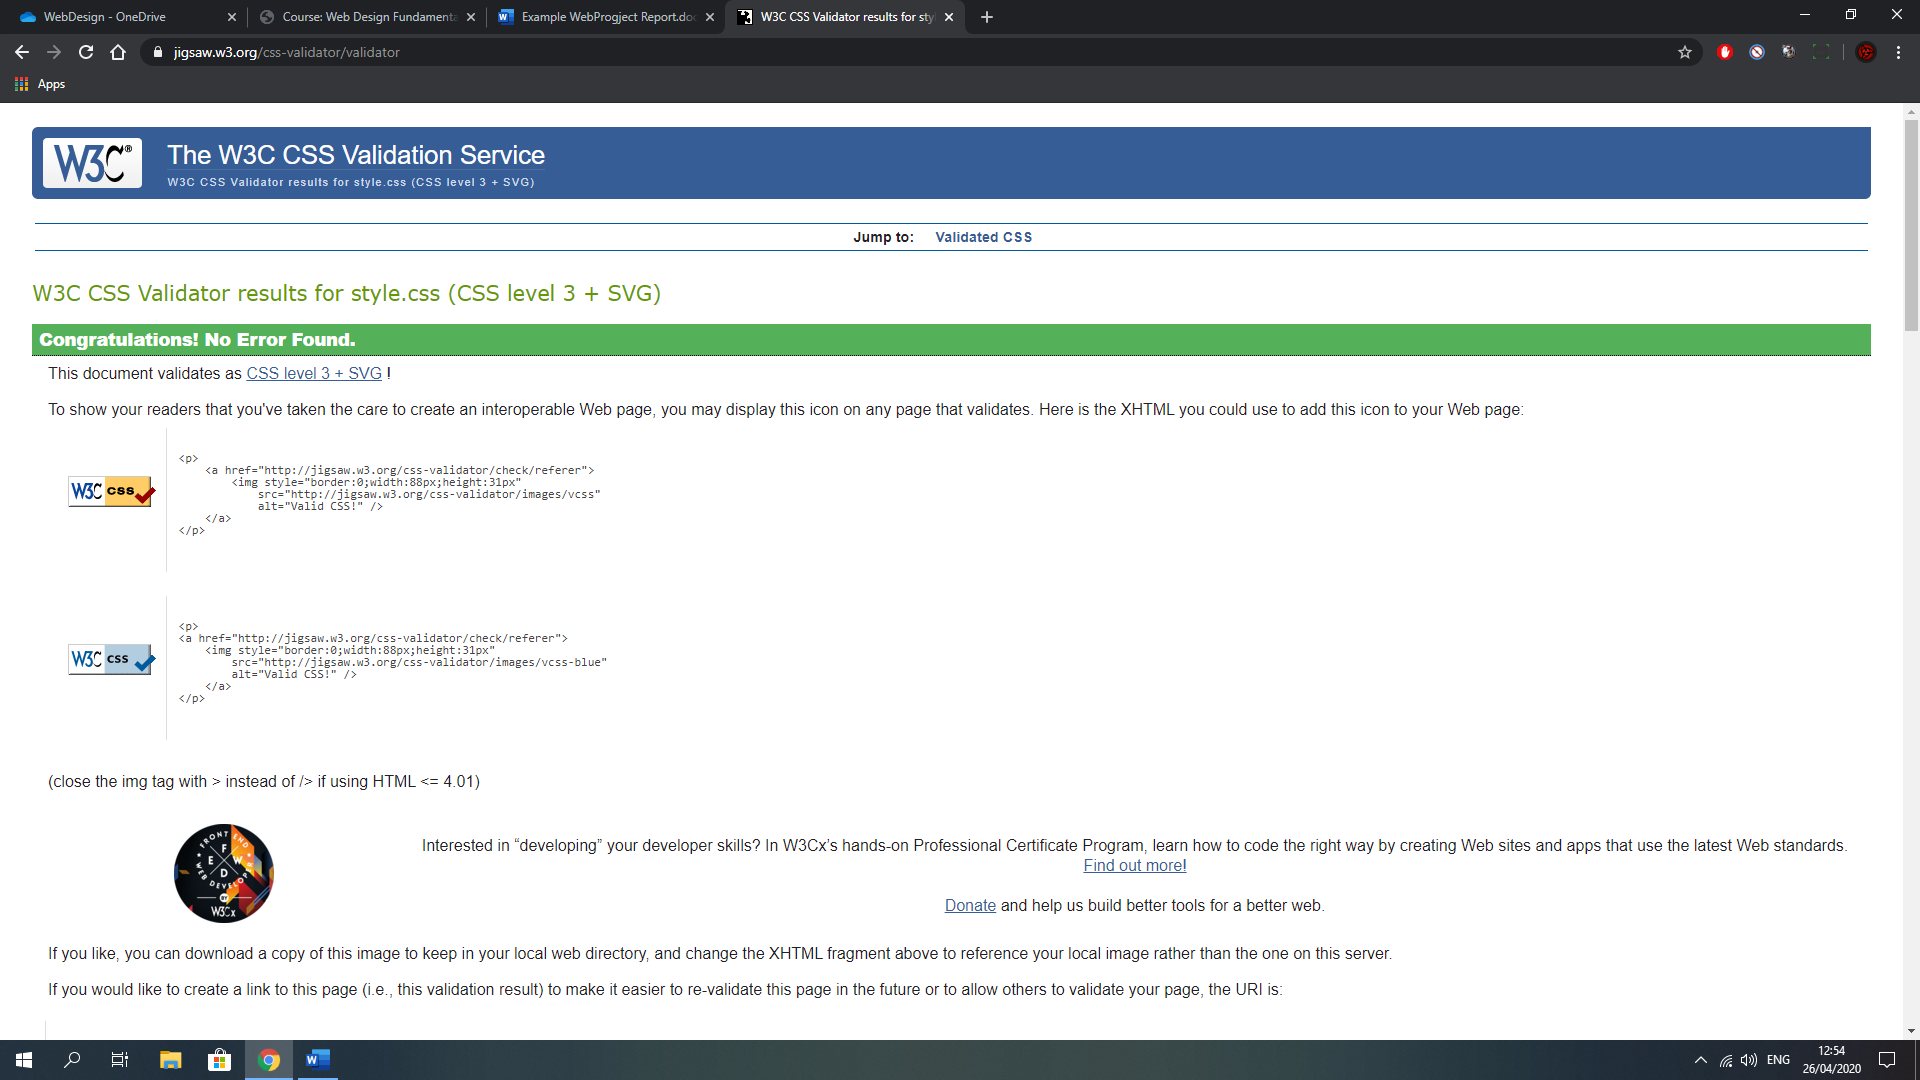 WebDesign - OneDrive
Course: Web Design Fundamenta
Example WebProgject Report.do
W3C CSS Validator results for sty
jigsaw.w3.org/css-validator/validator
Apps
W3C®
The W3C CSS Validation Service
W3C CSS Validator results for style.css (CSS level 3 + SVG)
Jump to: Validated CSS
W3C CSS Validator results for style.css (CSS level 3 + SVG)
Congratulations! No Error Found.
This document validates as CSS level 3 + SVG !
To show your readers that you've taken the care to create an interoperable Web page, you may display this icon on any page that validates. Here is the XHTML you could use to add this icon to your Web page:
W3C css
<p>
<a href="http://jigsaw.w3.org/css-validator/check/referer">
<img style="border:0;width:88px;height:31px"
src="http://jigsaw.w3.org/css-validator/images/vcss"
alt="Valid CSS!" />
</a>
</p>
W3C css
<p>
<a href="http://jigsaw.w3.org/css-validator/check/referer">
<img style="border:0;width:88px;height:31px"
src="http://jigsaw.w3.org/css-validator/images/vcss-blue"
alt="Valid CSS!" />
</a>
</p>
(close the img tag with > instead of /> if using HTML <= 4.01)
FRONT END
F
E W
D
WEB DEVELOPER
BY
W3Cx
Interested in “developing” your developer skills? In W3Cx’s hands-on Professional Certificate Program, learn how to code the right way by creating Web sites and apps that use the latest Web standards.
Find out more!
Donate and help us build better tools for a better web.
If you like, you can download a copy of this image to keep in your local web directory, and change the XHTML fragment above to reference your local image rather than the one on this server.
If you would like to create a link to this page (i.e., this validation result) to make it easier to re-validate this page in the future or to allow others to validate your page, the URI is:
ENG
12:54
26/04/2020